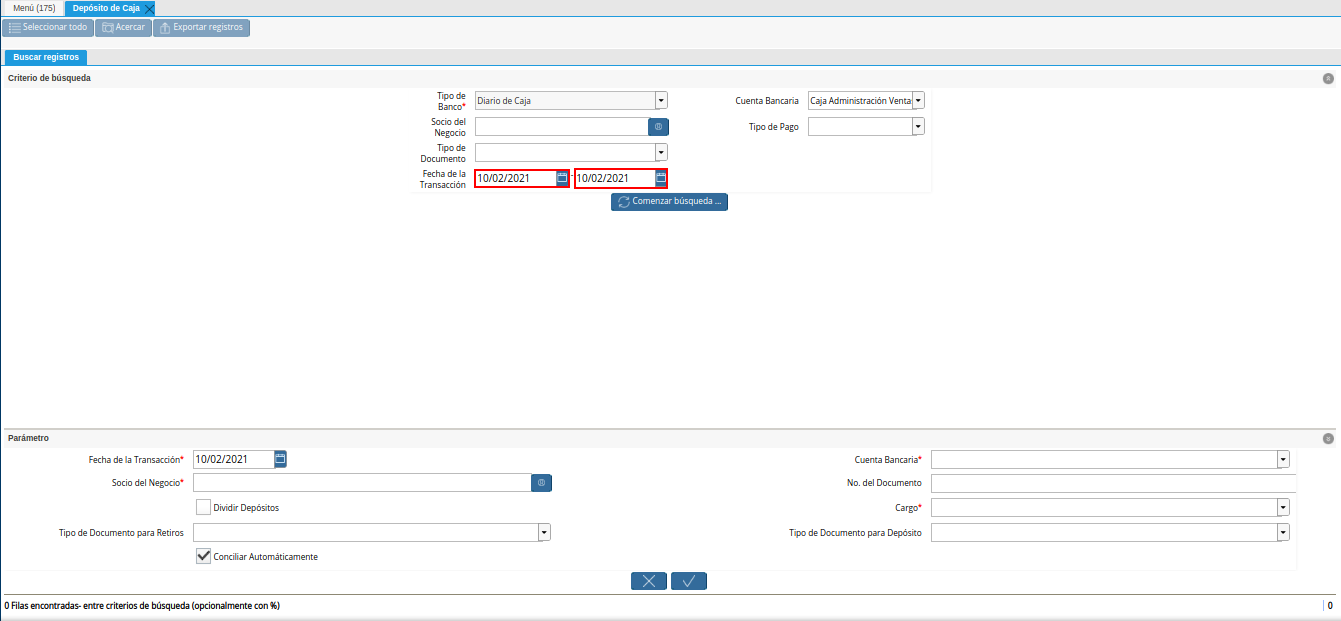 Menú (175)
Depósito de Caja
Seleccionar todo
Acercar
Exportar registros
Buscar registros
Criterio de búsqueda
Tipo de
Banco*
Diario de Caja
Cuenta Bancaria
Caja Administración Venta
Socio del
Negocio
Tipo de Pago
Tipo de
Documento
Fecha de la
Transacción
10/02/2021
-
10/02/2021
Comenzar búsqueda ...
Parámetro
Fecha de la Transacción*
10/02/2021
Cuenta Bancaria*
Socio del Negocio*
No. del Documento
Dividir Depósitos
Cargo*
Tipo de Documento para Retiros
Tipo de Documento para Depósito
Conciliar Automáticamente
0 Filas encontradas- entre criterios de búsqueda (opcionalmente con %)
0